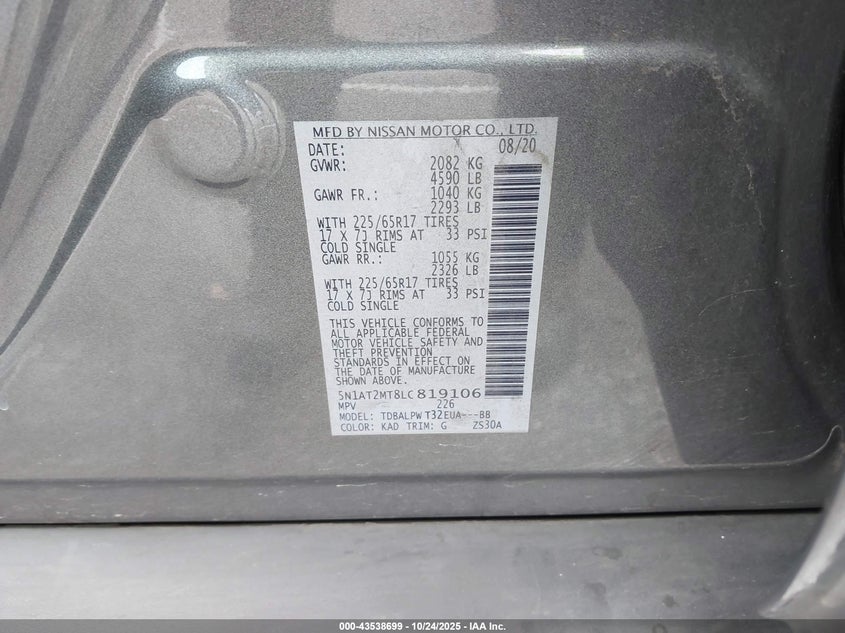 MFD BY NISSAN MOTOR CO., LTD.
DATE: 08/20
GVWR: 2082 KG
4590 LB
GAWR FR.: 1040 KG
2293 LB
WITH 225/65R17 TIRES
17 X 7J RIMS AT 33 PSI
COLD SINGLE
GAWR RR.: 1055 KG
2326 LB
WITH 225/65R17 TIRES
17 X 7J RIMS AT 33 PSI
COLD SINGLE
THIS VEHICLE CONFORMS TO
ALL APPLICABLE FEDERAL
MOTOR VEHICLE SAFETY AND
THEFT PREVENTION
STANDARDS IN EFFECT ON
THE DATE OF MANUFACTURE
SHOWN ABOVE.
5N1AT2MT8LC819106
MPV 226
MODEL: TDBALPWT32EUA---BB
COLOR: KAD TRIM: G ZS30A
000-43538699 - 10/24/2025 - IAA Inc.